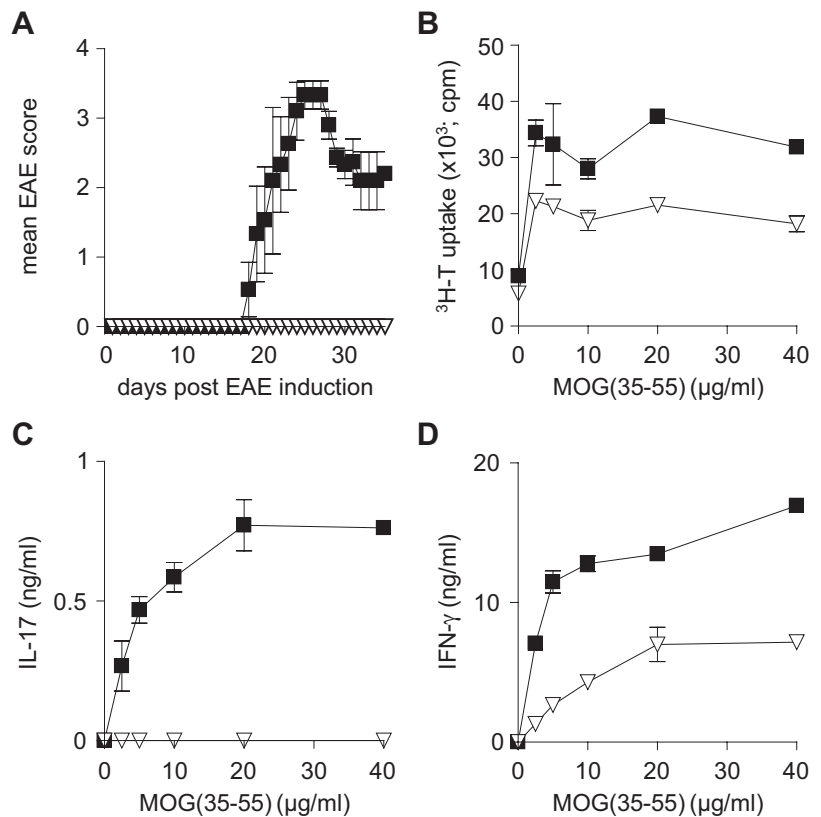 A
4
3
2
1
0
mean EAE score
0 10 20 30
days post EAE induction
B
50
40
30
20
10
0
³H-T uptake (x10³; cpm)
0 10 20 30 40
MOG(35-55) (µg/ml)
C
1
0.5
0
IL-17 (ng/ml)
0 10 20 30 40
MOG(35-55) (µg/ml)
D
20
10
0
IFN-γ (ng/ml)
0 10 20 30 40
MOG(35-55) (µg/ml)